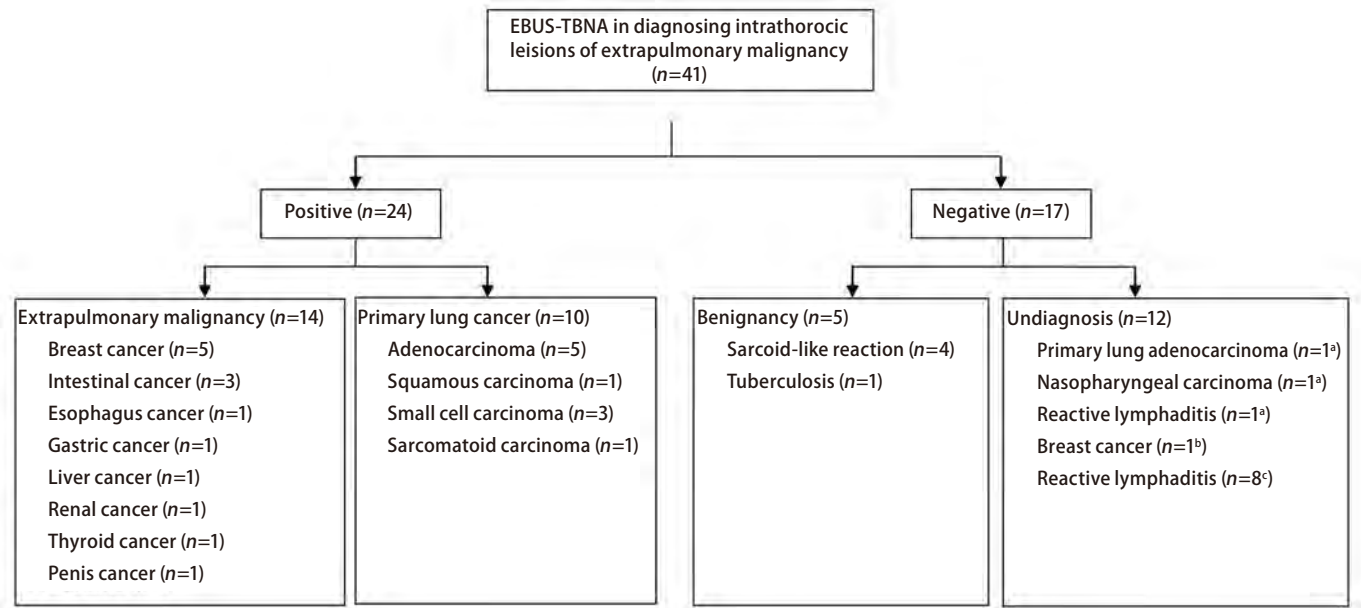 EBUS-TBNA in diagnosing intrathorocic
leisions of extrapulmonary malignancy
(n=41)
Positive (n=24)
Negative (n=17)
Extrapulmonary malignancy (n=14)
Breast cancer (n=5)
Intestinal cancer (n=3)
Esophagus cancer (n=1)
Gastric cancer (n=1)
Liver cancer (n=1)
Renal cancer (n=1)
Thyroid cancer (n=1)
Penis cancer (n=1)
Primary lung cancer (n=10)
Adenocarcinoma (n=5)
Squamous carcinoma (n=1)
Small cell carcinoma (n=3)
Sarcomatoid carcinoma (n=1)
Benignancy (n=5)
Sarcoid-like reaction (n=4)
Tuberculosis (n=1)
Undiagnosis (n=12)
Primary lung adenocarcinoma (n=1ᵃ)
Nasopharyngeal carcinoma (n=1ᵃ)
Reactive lymphaditis (n=1ᵃ)
Breast cancer (n=1ᵇ)
Reactive lymphaditis (n=8ᶜ)